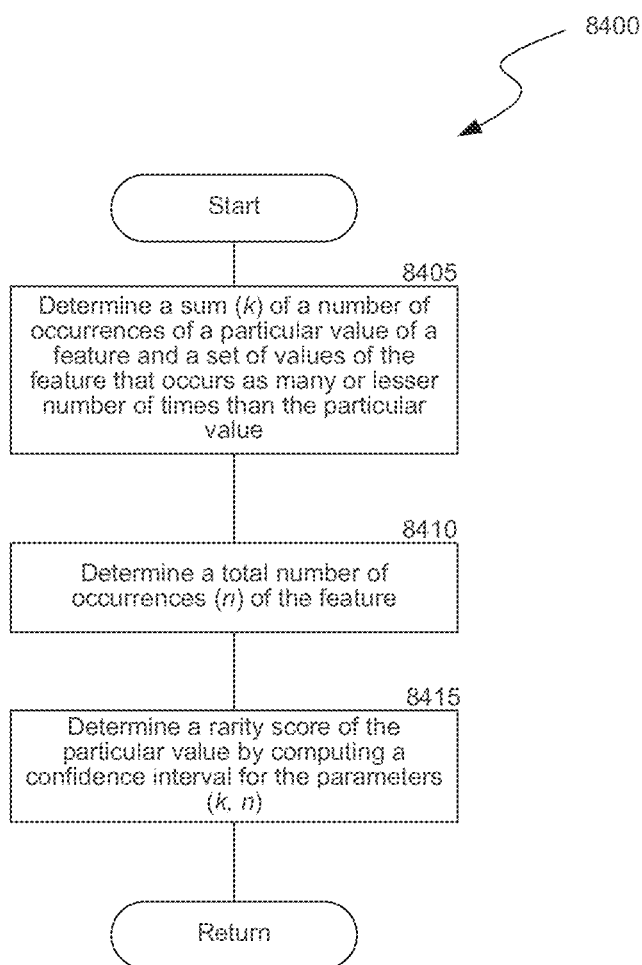 8400
Start
8405
Determine a sum (k) of a number of
occurrences of a particular value of a
feature and a set of values of the
feature that occurs as many or lesser
number of times than the particular
value
8410
Determine a total number of
occurrences (n) of the feature
8415
Determine a rarity score of the
particular value by computing a
confidence interval for the parameters
(k, n)
Return